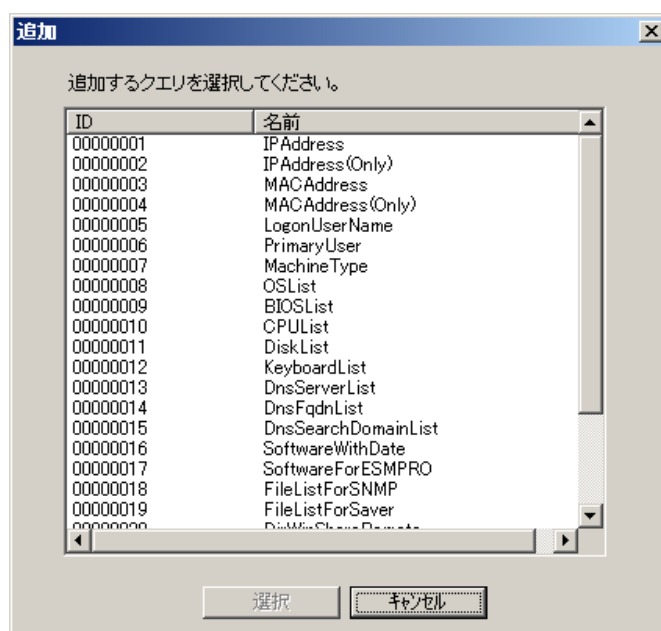 追加
追加するクエリを選択してください。
ID 名前
00000001 IPAddress
00000002 IPAddress(Only)
00000003 MACAddress
00000004 MACAddress(Only)
00000005 LogonUserName
00000006 PrimaryUser
00000007 MachineType
00000008 OSList
00000009 BIOSList
00000010 CPUList
00000011 DiskList
00000012 KeyboardList
00000013 DnsServerList
00000014 DnsFqdnList
00000015 DnsSearchDomainList
00000016 SoftwareWithDate
00000017 SoftwareForESMPRO
00000018 FileListForSNMP
00000019 FileListForSaver
選択 キャンセル